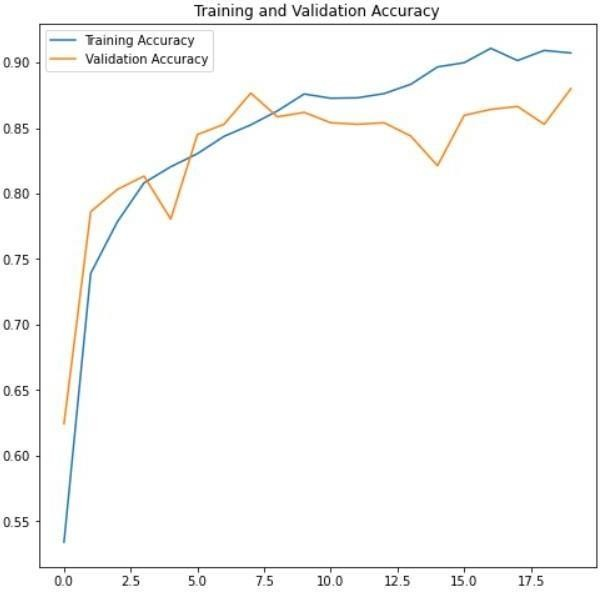 Training and Validation Accuracy
Training Accuracy
Validation Accuracy
0.90
0.85
0.80
0.75
0.70
0.65
0.60
0.55
0.0 2.5 5.0 7.5 10.0 12.5 15.0 17.5